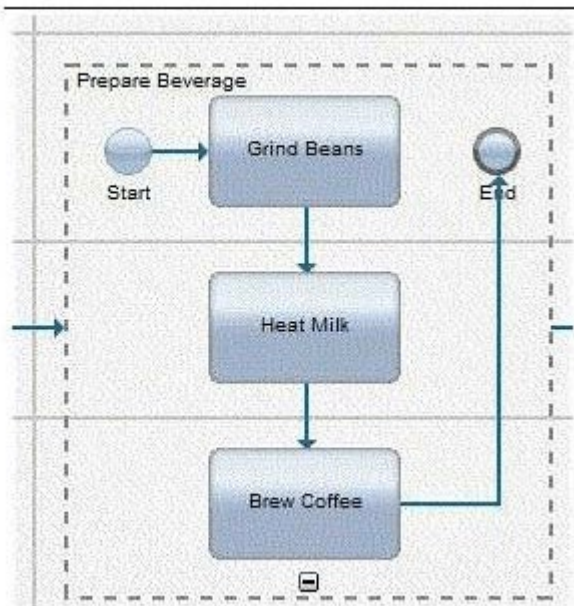 Prepare Beverage
Grind Beans
Start
End
Heat Milk
Brew Coffee